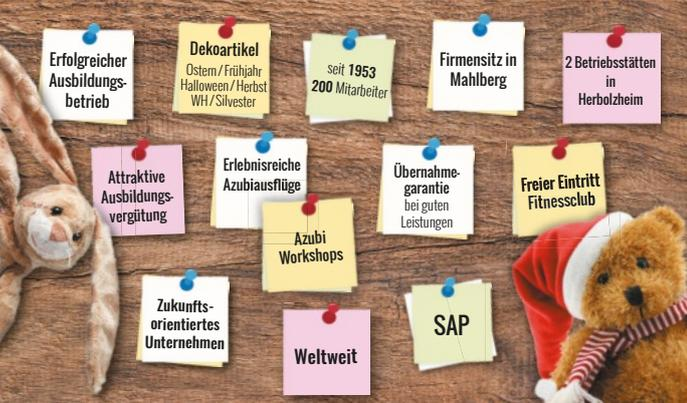 Erfolgreicher
Ausbildungs-
betrieb
Dekoartikel
Ostern / Frühjahr
Halloween / Herbst
WH / Silvester
seit 1953
200 Mitarbeiter
Firmensitz in
Mahlberg
2 Betriebsstätten
in
Herbolzheim
Attraktive
Ausbildungs-
vergütung
Erlebnisreiche
Azubiausflüge
Azubi
Workshops
Übernahme-
garantie
bei guten
Leistungen
Freier Eintritt
Fitnessclub
Zukunfts-
orientiertes
Unternehmen
Weltweit
SAP